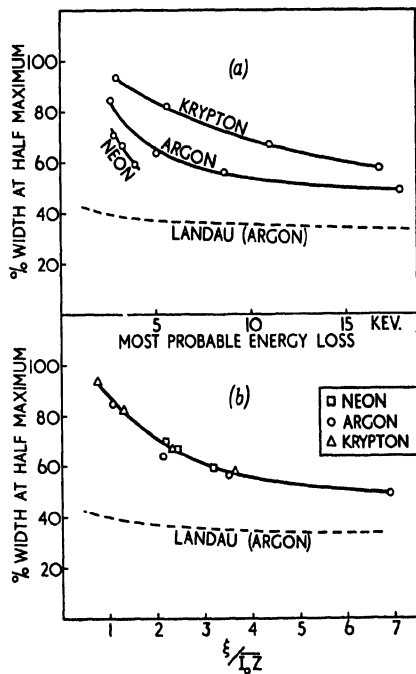 100
(a)
80
KRYPTON
ARGON
60
NEON
40
LANDAU (ARGON)
20
% WIDTH AT HALF MAXIMUM
5
10
15
KEV.
MOST PROBABLE ENERGY LOSS
100
(b)
□ NEON
○ ARGON
△ KRYPTON
80
60
40
LANDAU (ARGON)
20
% WIDTH AT HALF MAXIMUM
1
2
3
4
5
6
7
ξ/I₀Z